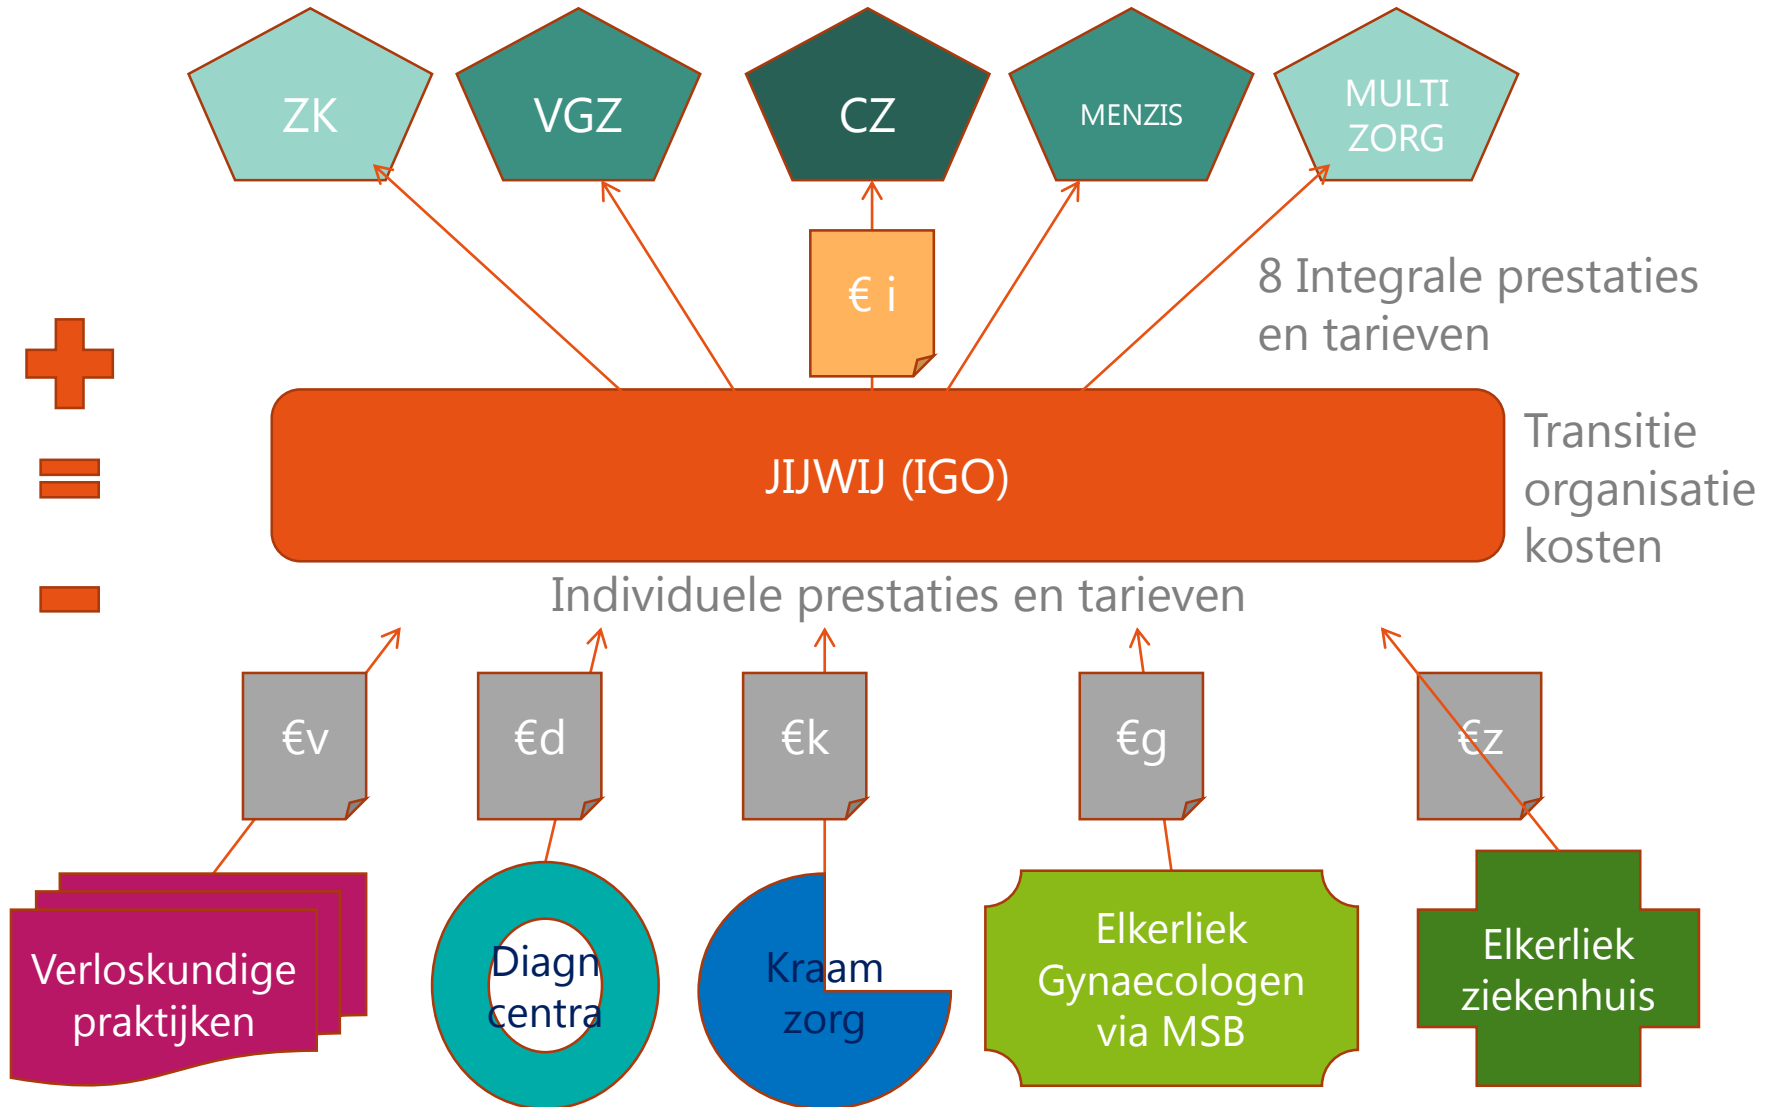 ZK
VGZ
CZ
MENZIS
MULTI
ZORG
€ i
8 Integrale prestaties
en tarieven
JIJWIJ (IGO)
Transitie
organisatie
kosten
Individuele prestaties en tarieven
€v
€d
€k
€g
€z
Verloskundige
praktijken
Diagn
centra
Kraam
zorg
Elkerliek
Gynaecologen
via MSB
Elkerliek
ziekenhuis